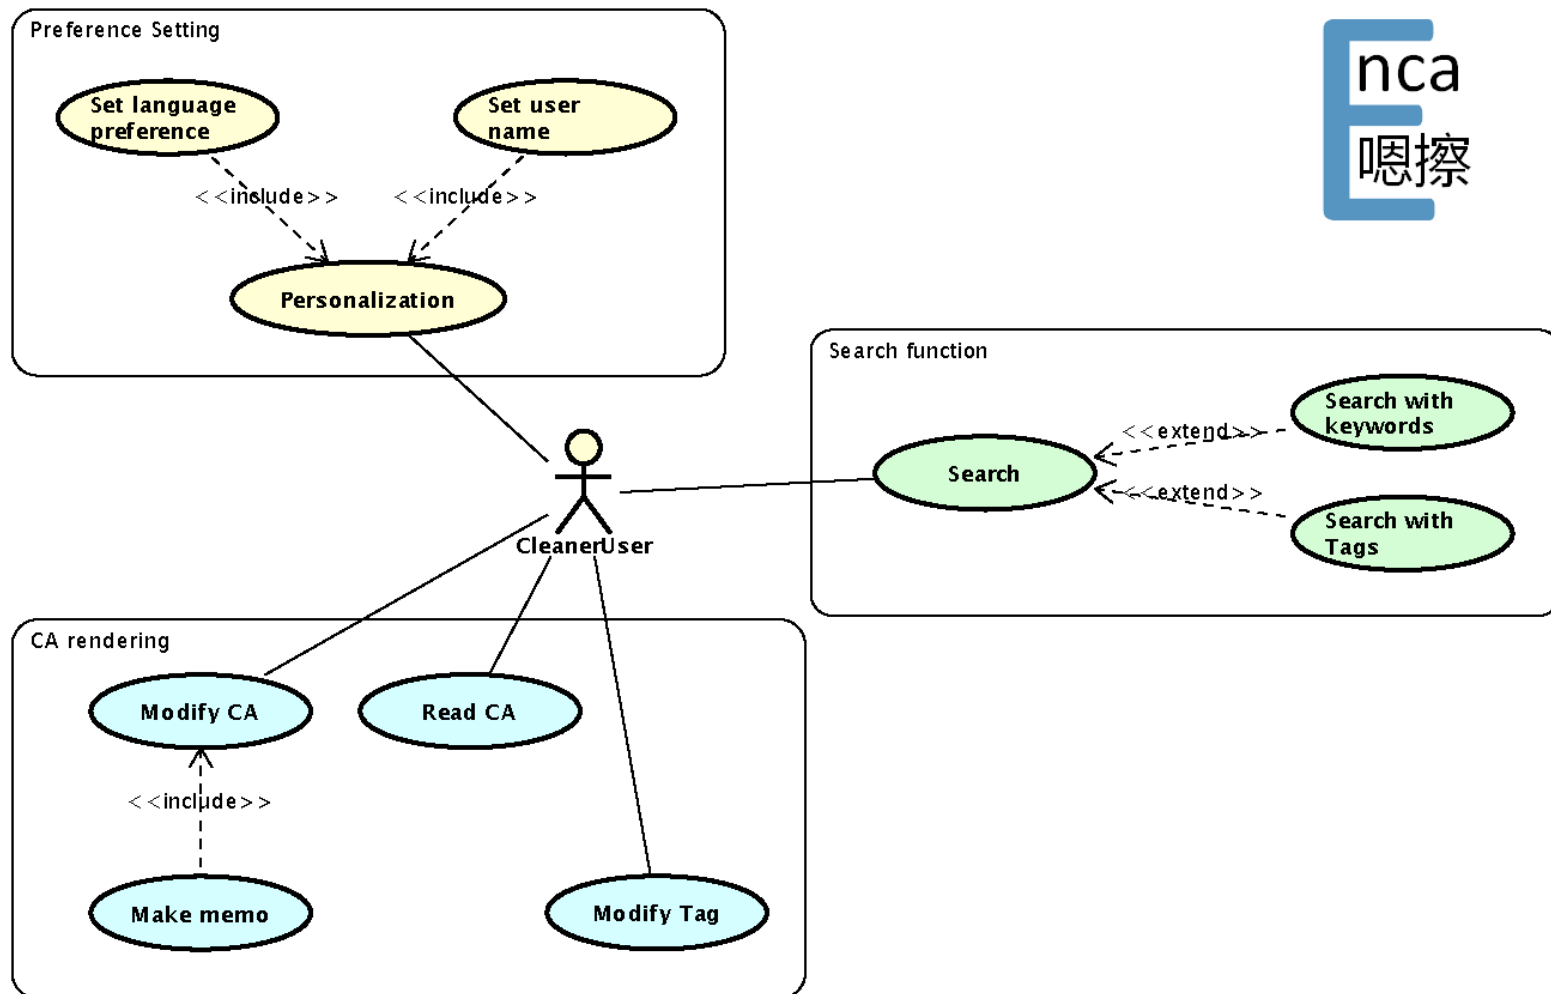 Preference Setting
nca
嗯擦
Set language
preference
Set user
name
<<include>>
<<include>>
Personalization
Search function
Search with
keywords
<<extend>>
Search
<<extend>>
Search with
Tags
CleanerUser
CA rendering
Modify CA
Read CA
<<include>>
Make memo
Modify Tag